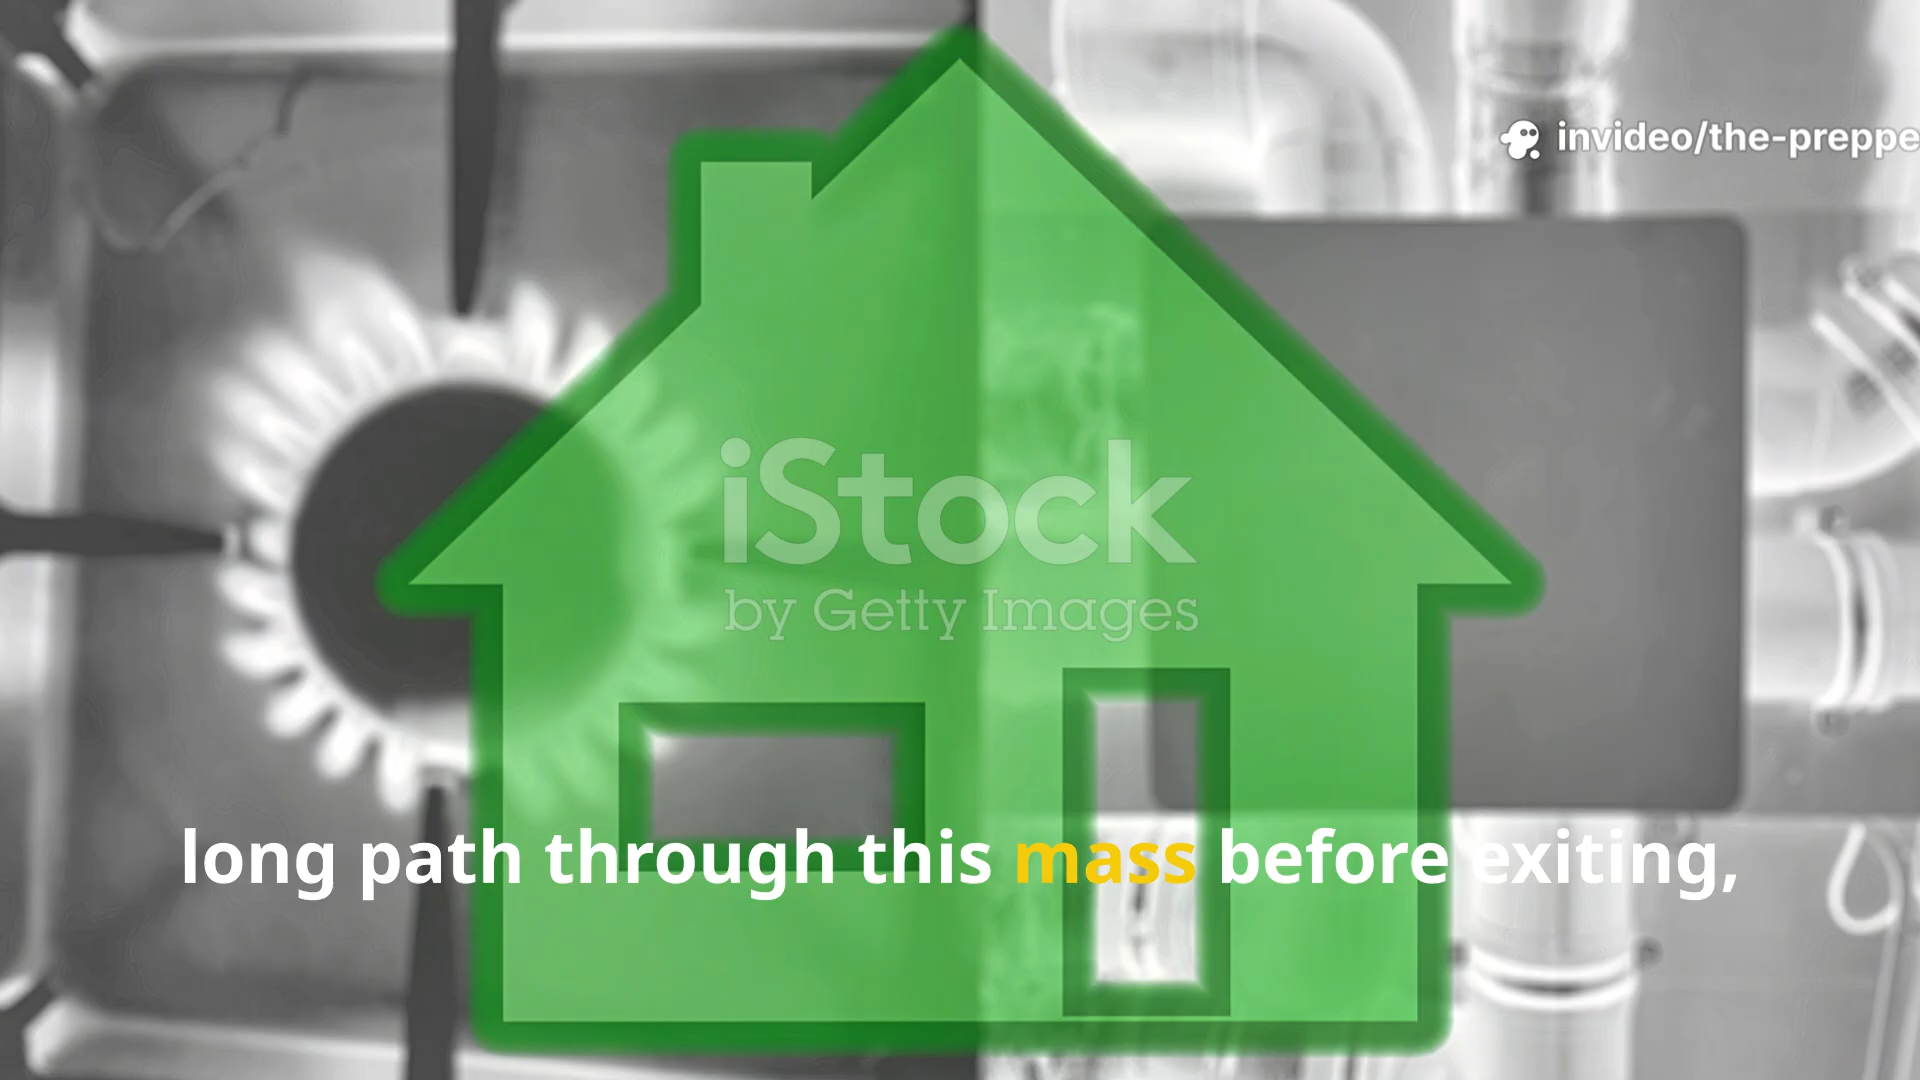 invideo/the-preppe
iStock
by Getty Images
long path through this mass before exiting,